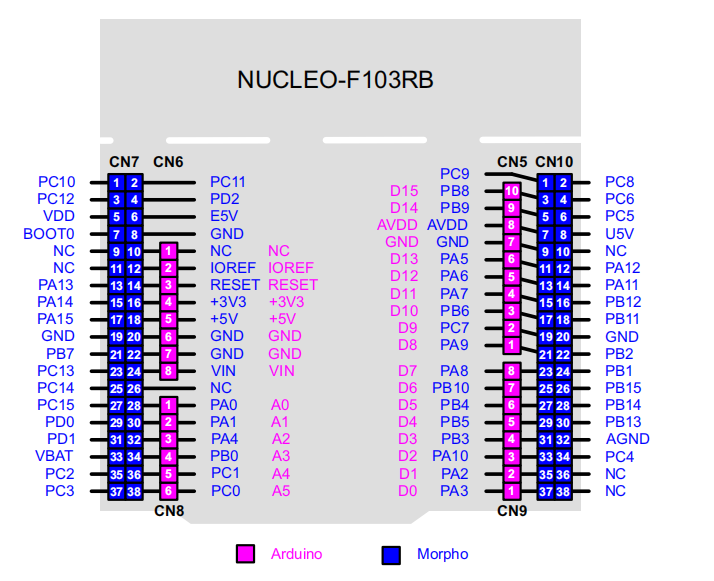 NUCLEO-F103RB
CN7 CN6 CN5 CN10
PC9
PC10 1 2 PC11 1 2 PC8
D15 PB8 10
PC12 3 4 PD2 3 4 PC6
D14 PB9 9
VDD 5 6 E5V 5 6 PC5
AVDD AVDD 8
BOOT0 7 8 GND 7 8 U5V
GND GND 7
NC 9 10 1 NC NC 9 10 NC
D13 PA5 6
NC 11 12 2 IOREF IOREF 11 12 PA12
D12 PA6 5
PA13 13 14 3 RESET RESET 13 14 PA11
D11 PA7 4
PA14 15 16 4 +3V3 +3V3 15 16 PB12
D10 PB6 3
PA15 17 18 5 +5V +5V 17 18 PB11
D9 PC7 2
GND 19 20 6 GND GND 19 20 GND
D8 PA9 1
PB7 21 22 7 GND GND 21 22 PB2
PC13 23 24 8 VIN VIN D7 PA8 8 23 24 PB1
PC14 25 26 NC D6 PB10 7 25 26 PB15
PC15 27 28 1 PA0 A0 D5 PB4 6 27 28 PB14
PD0 29 30 2 PA1 A1 D4 PB5 5 29 30 PB13
PD1 31 32 3 PA4 A2 D3 PB3 4 31 32 AGND
VBAT 33 34 4 PB0 A3 D2 PA10 3 33 34 PC4
PC2 35 36 5 PC1 A4 D1 PA2 2 35 36 NC
PC3 37 38 6 PC0 A5 D0 PA3 1 37 38 NC
CN8 CN9
Arduino Morpho